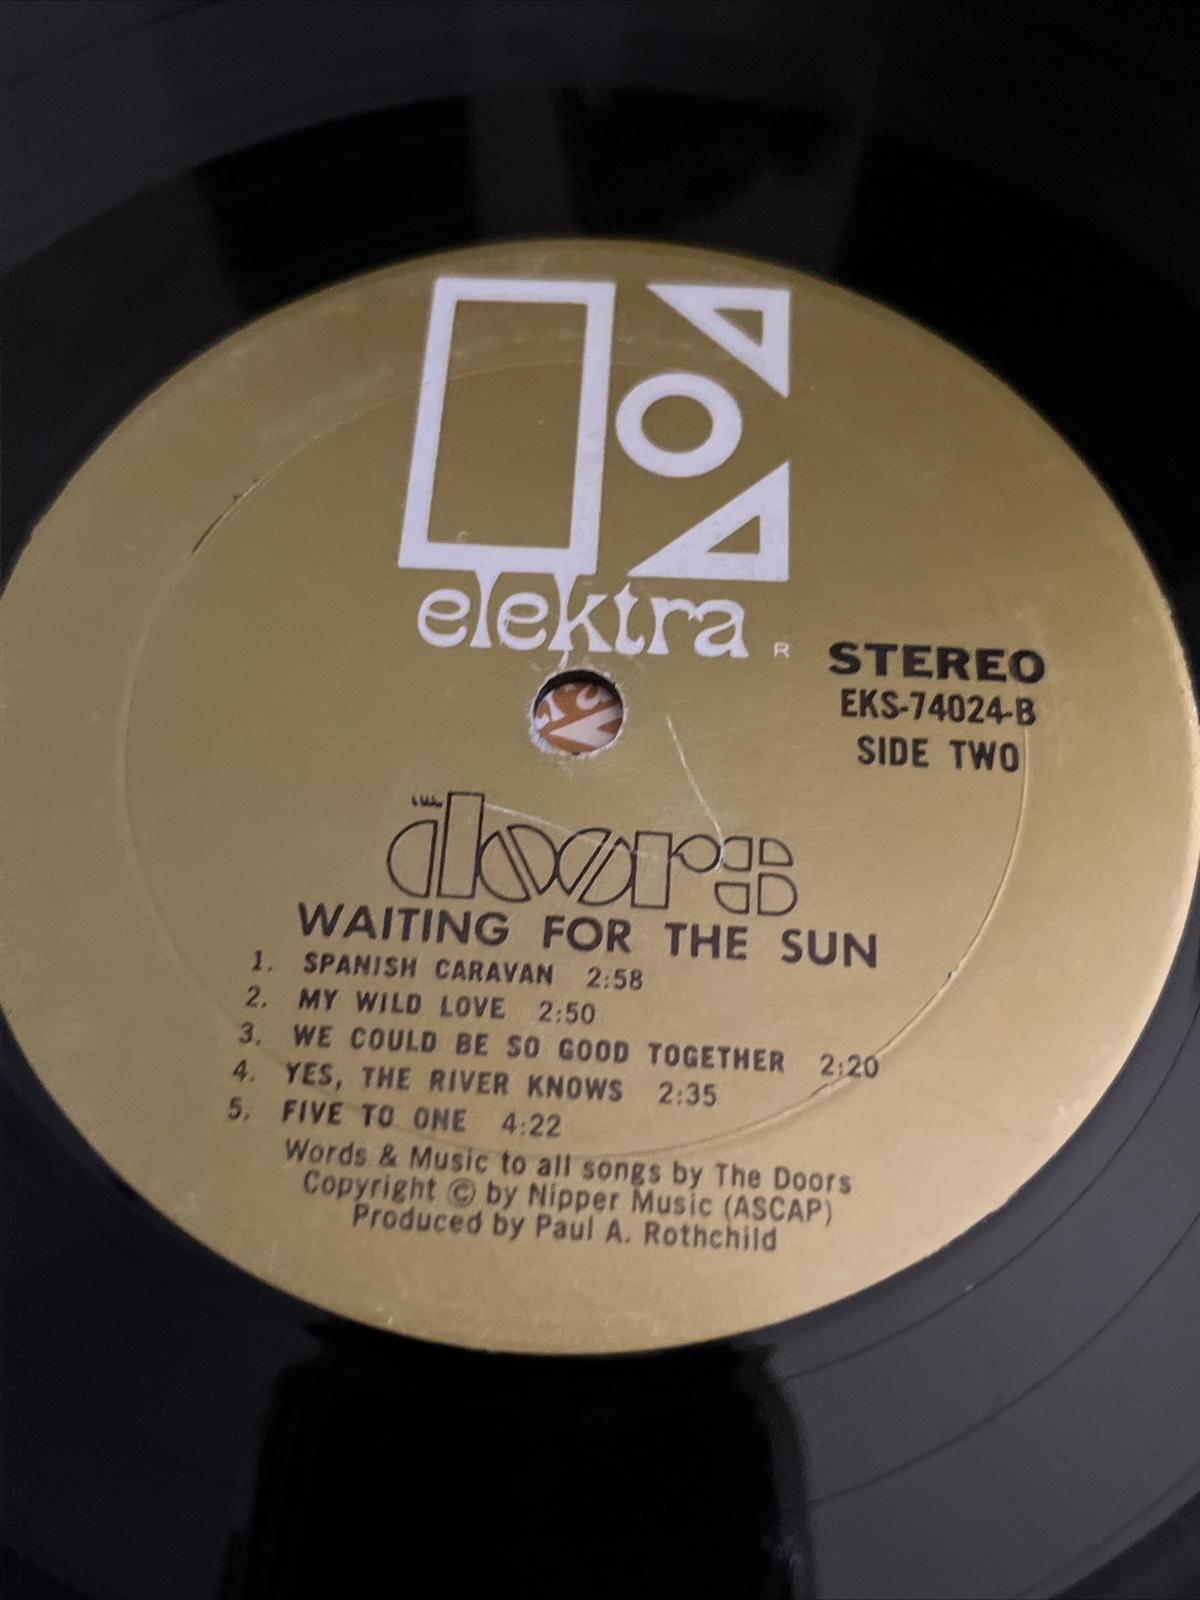 elektra
R
STEREO
EKS-74024-B
SIDE TWO
THE doors
WAITING FOR THE SUN
1. SPANISH CARAVAN 2:58
2. MY WILD LOVE 2:50
3. WE COULD BE SO GOOD TOGETHER 2:20
4. YES, THE RIVER KNOWS 2:35
5. FIVE TO ONE 4:22
Words & Music to all songs by The Doors
Copyright © by Nipper Music (ASCAP)
Produced by Paul A. Rothchild